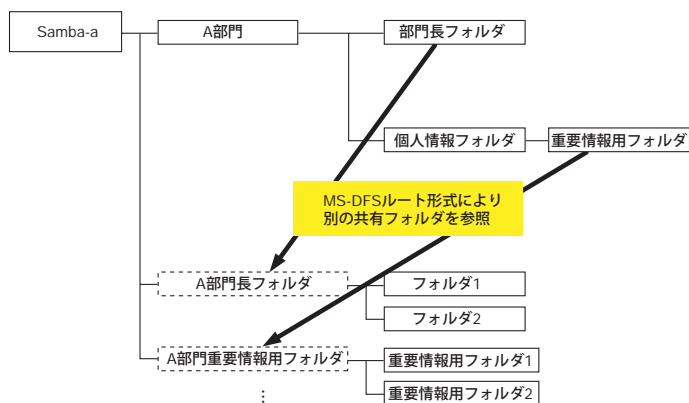 Samba-a
A部門
部門長フォルダ
個人情報フォルダ
重要情報用フォルダ
MS-DFSルート形式により
別の共有フォルダを参照
A部門長フォルダ
フォルダ1
フォルダ2
A部門重要情報用フォルダ
重要情報用フォルダ1
重要情報用フォルダ2
⋮